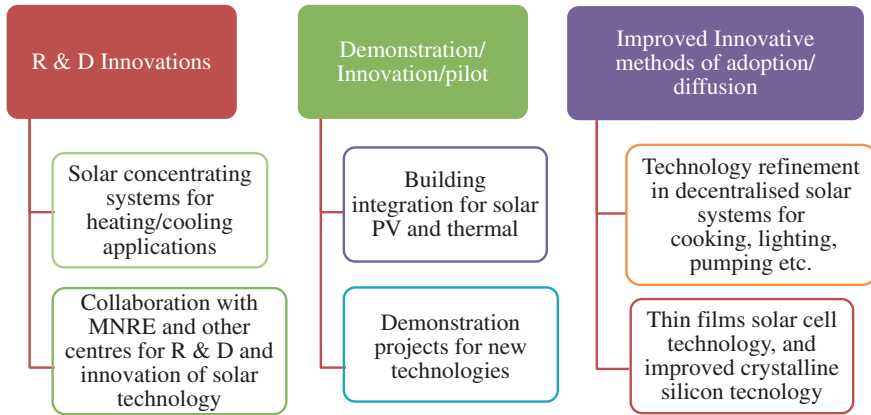 R & D Innovations
Solar concentrating
systems for
heating/cooling
applications
Collaboration with
MNRE and other
centres for R & D and
innovation of solar
technology
Demonstration/
Innovation/pilot
Building
integration for solar
PV and thermal
Demonstration
projects for new
technologies
Improved Innovative
methods of adoption/
diffusion
Technology refinement
in decentralised solar
systems for
cooking, lighting,
pumping etc.
Thin films solar cell
technology, and
improved crystalline
silicon tecnology